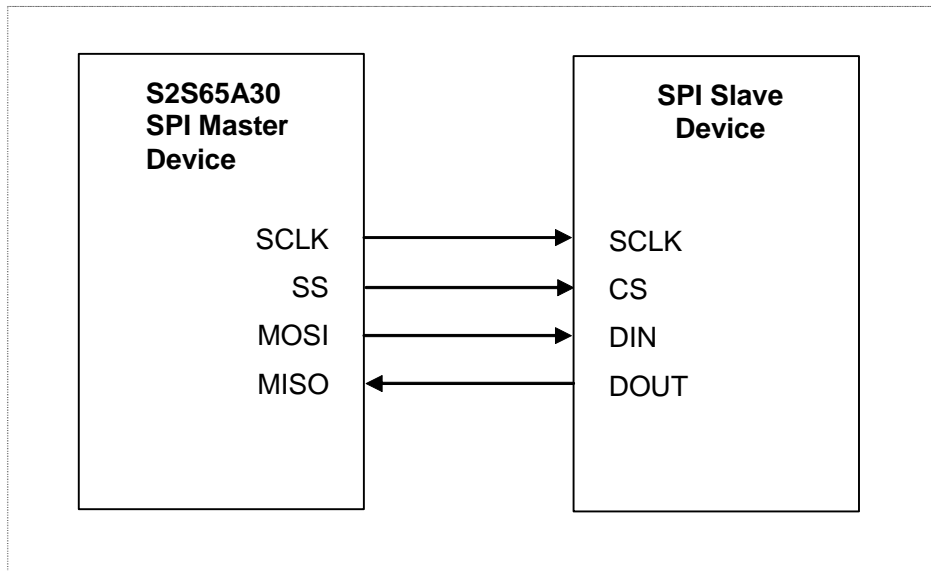 S2S65A30
SPI Master
Device
SPI Slave
Device
SCLK
SS
MOSI
MISO
SCLK
CS
DIN
DOUT